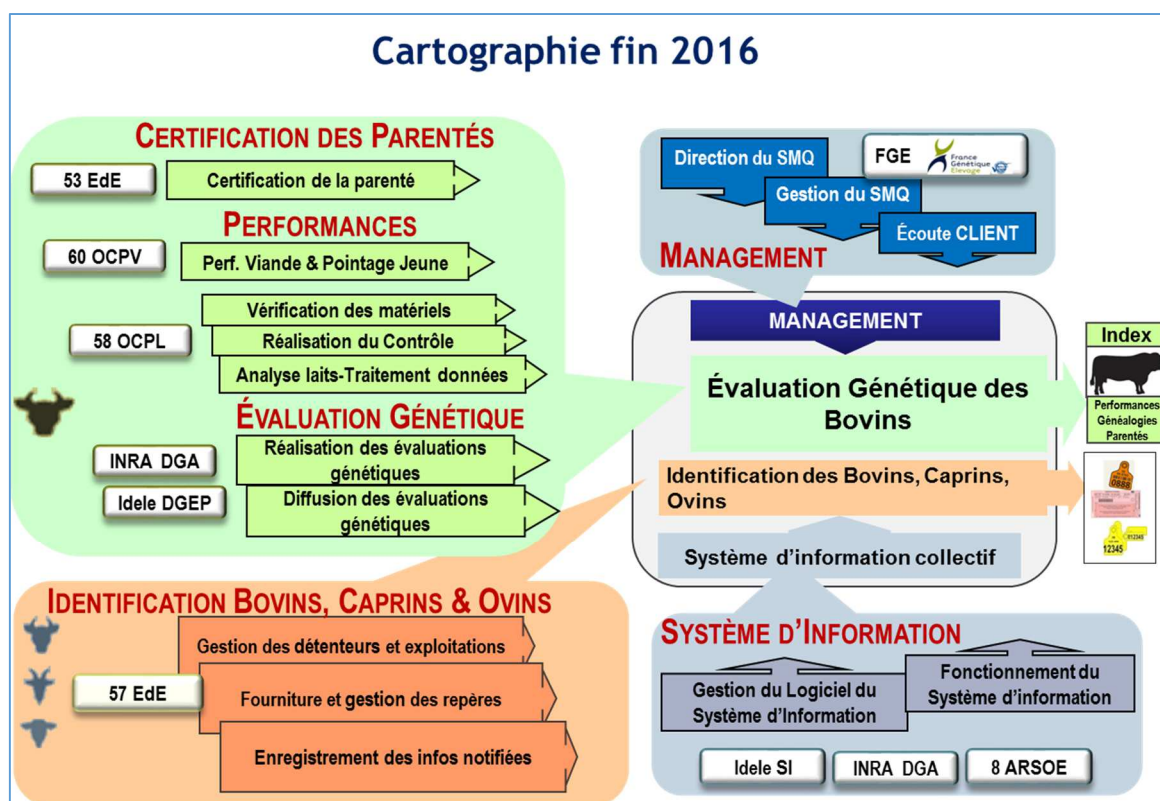 Cartographie fin 2016
CERTIFICATION DES PARENTÉS
53 EdE
Certification de la parenté
PERFORMANCES
60 OCPV
Perf. Viande & Pointage Jeune
58 OCPL
Vérification des matériels
Réalisation du Contrôle
Analyse laits-Traitement données
ÉVALUATION GÉNÉTIQUE
INRA DGA
Réalisation des évaluations
génétiques
Idele DGEP
Diffusion des évaluations
génétiques
IDENTIFICATION BOVINS, CAPRINS & OVINS
Gestion des détenteurs et exploitations
57 EdE
Fourniture et gestion des repères
Enregistrement des infos notifiées
Direction du SMQ
FGE
France
Génétique
Elevage
Gestion du SMQ
Écoute CLIENT
MANAGEMENT
MANAGEMENT
Évaluation Génétique des
Bovins
Identification des Bovins, Caprins,
Ovins
Système d'information collectif
Index
Performances
Généalogies
Parentés
0888
12345
012345
SYSTÈME D'INFORMATION
Gestion du Logiciel du
Système d'Information
Fonctionnement du
Système d'information
Idele SI
INRA DGA
8 ARSOE